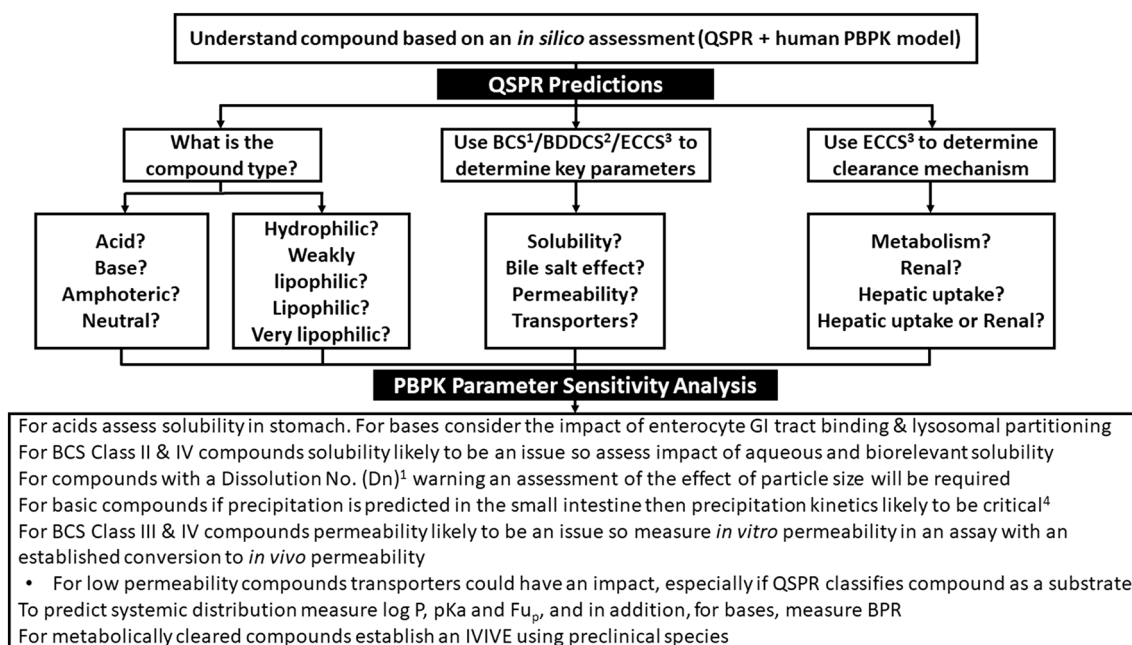 Understand compound based on an in silico assessment (QSPR + human PBPK model)
QSPR Predictions
What is the
compound type?
Use BCS¹/BDDCS²/ECCS³ to
determine key parameters
Use ECCS³ to determine
clearance mechanism
Acid?
Base?
Amphoteric?
Neutral?
Hydrophilic?
Weakly
lipophilic?
Lipophilic?
Very lipophilic?
Solubility?
Bile salt effect?
Permeability?
Transporters?
Metabolism?
Renal?
Hepatic uptake?
Hepatic uptake or Renal?
PBPK Parameter Sensitivity Analysis
For acids assess solubility in stomach. For bases consider the impact of enterocyte GI tract binding & lysosomal partitioning
For BCS Class II & IV compounds solubility likely to be an issue so assess impact of aqueous and biorelevant solubility
For compounds with a Dissolution No. (Dn)¹ warning an assessment of the effect of particle size will be required
For basic compounds if precipitation is predicted in the small intestine then precipitation kinetics likely to be critical⁴
For BCS Class III & IV compounds permeability likely to be an issue so measure in vitro permeability in an assay with an
established conversion to in vivo permeability
• For low permeability compounds transporters could have an impact, especially if QSPR classifies compound as a substrate
To predict systemic distribution measure log P, pKa and Fuₚ, and in addition, for bases, measure BPR
For metabolically cleared compounds establish an IVIVE using preclinical species